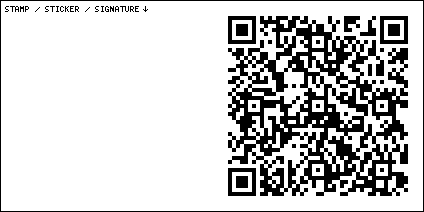 STAMP / STICKER / SIGNATURE ↓